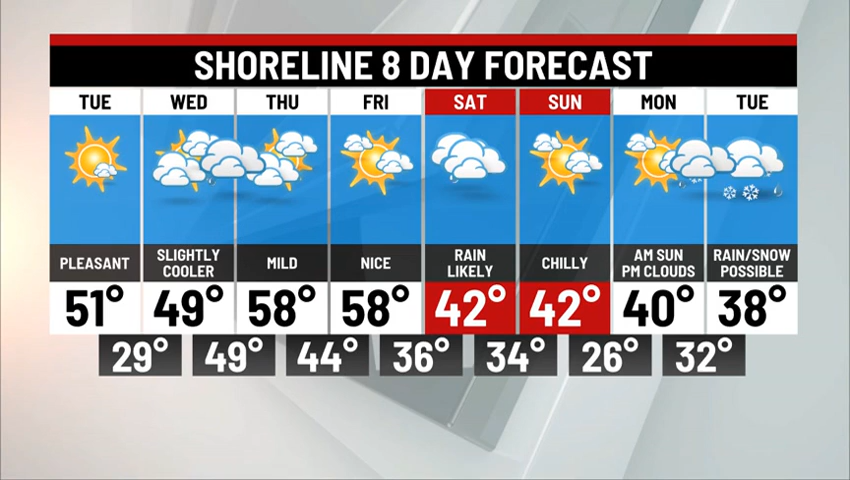 SHORELINE 8 DAY FORECAST
TUE WED THU FRI SAT SUN MON TUE
PLEASANT
SLIGHTLY
COOLER
MILD
NICE
RAIN
LIKELY
CHILLY
AM SUN
PM CLOUDS
RAIN/SNOW
POSSIBLE
51° 49° 58° 58° 42° 42° 40° 38°
29° 49° 44° 36° 34° 26° 32°